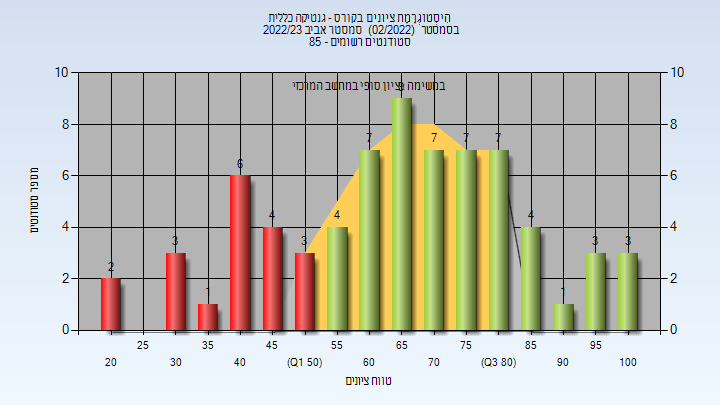 היסטוגרמת ציונים בקורס - גנטיקה כללית
בסמסטר (02/2022) סמסטר אביב 2022/23
סטודנטים רשומים - 85
במשימה ציון סופי במחשב המרכזי
מספר סטודנטים
10 10
8 8
6 6
4 4
2 2
0 0
2 3 1 6 4 3 4 7 9 7 7 7 4 1 3 3
25 35 45 55 65 75 85 95
20 30 40 (Q1 50) 60 70 (Q3 80) 90 100
טווח ציונים